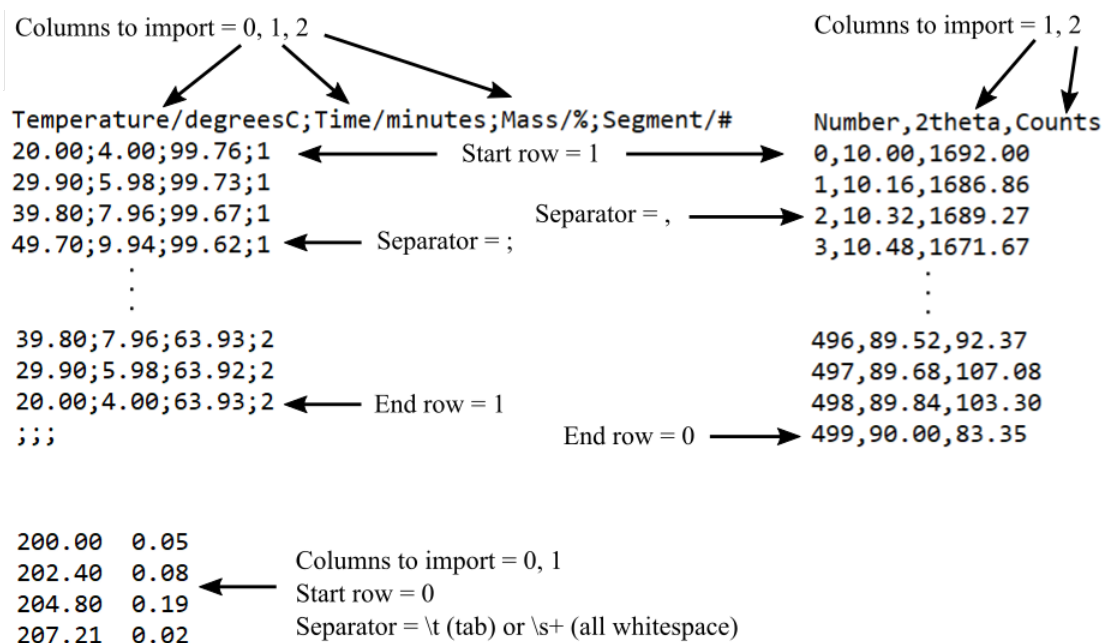 Columns to import = 0, 1, 2
Columns to import = 1, 2
Temperature/degreesC;Time/minutes;Mass/%;Segment/#
Number,2theta,Counts
20.00;4.00;99.76;1
Start row = 1
0,10.00,1692.00
29.90;5.98;99.73;1
1,10.16,1686.86
39.80;7.96;99.67;1
Separator = ,
2,10.32,1689.27
49.70;9.94;99.62;1
Separator = ;
3,10.48,1671.67
.
.
.
.
.
.
39.80;7.96;63.93;2
496,89.52,92.37
29.90;5.98;63.92;2
497,89.68,107.08
20.00;4.00;63.93;2
End row = 1
498,89.84,103.30
;;;
End row = 0
499,90.00,83.35
200.00 0.05
202.40 0.08
204.80 0.19
207.21 0.02
Columns to import = 0, 1
Start row = 0
Separator = \t (tab) or \s+ (all whitespace)